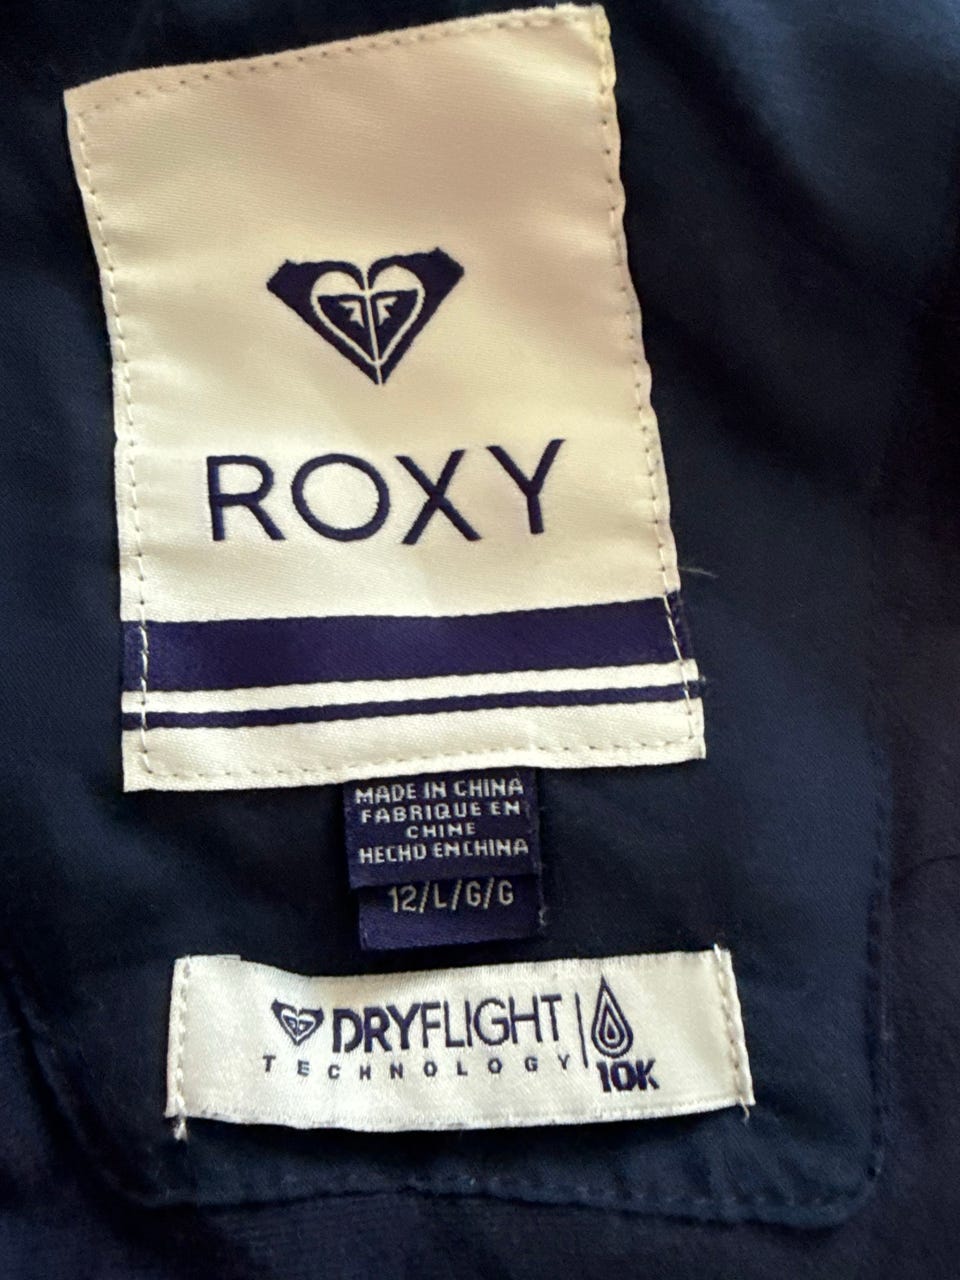 ROXY
MADE IN CHINA
FABRIQUE EN
CHINE
HECHO EN CHINA
12/L/G/G
DRYFLIGHT
TECHNOLOGY
10K